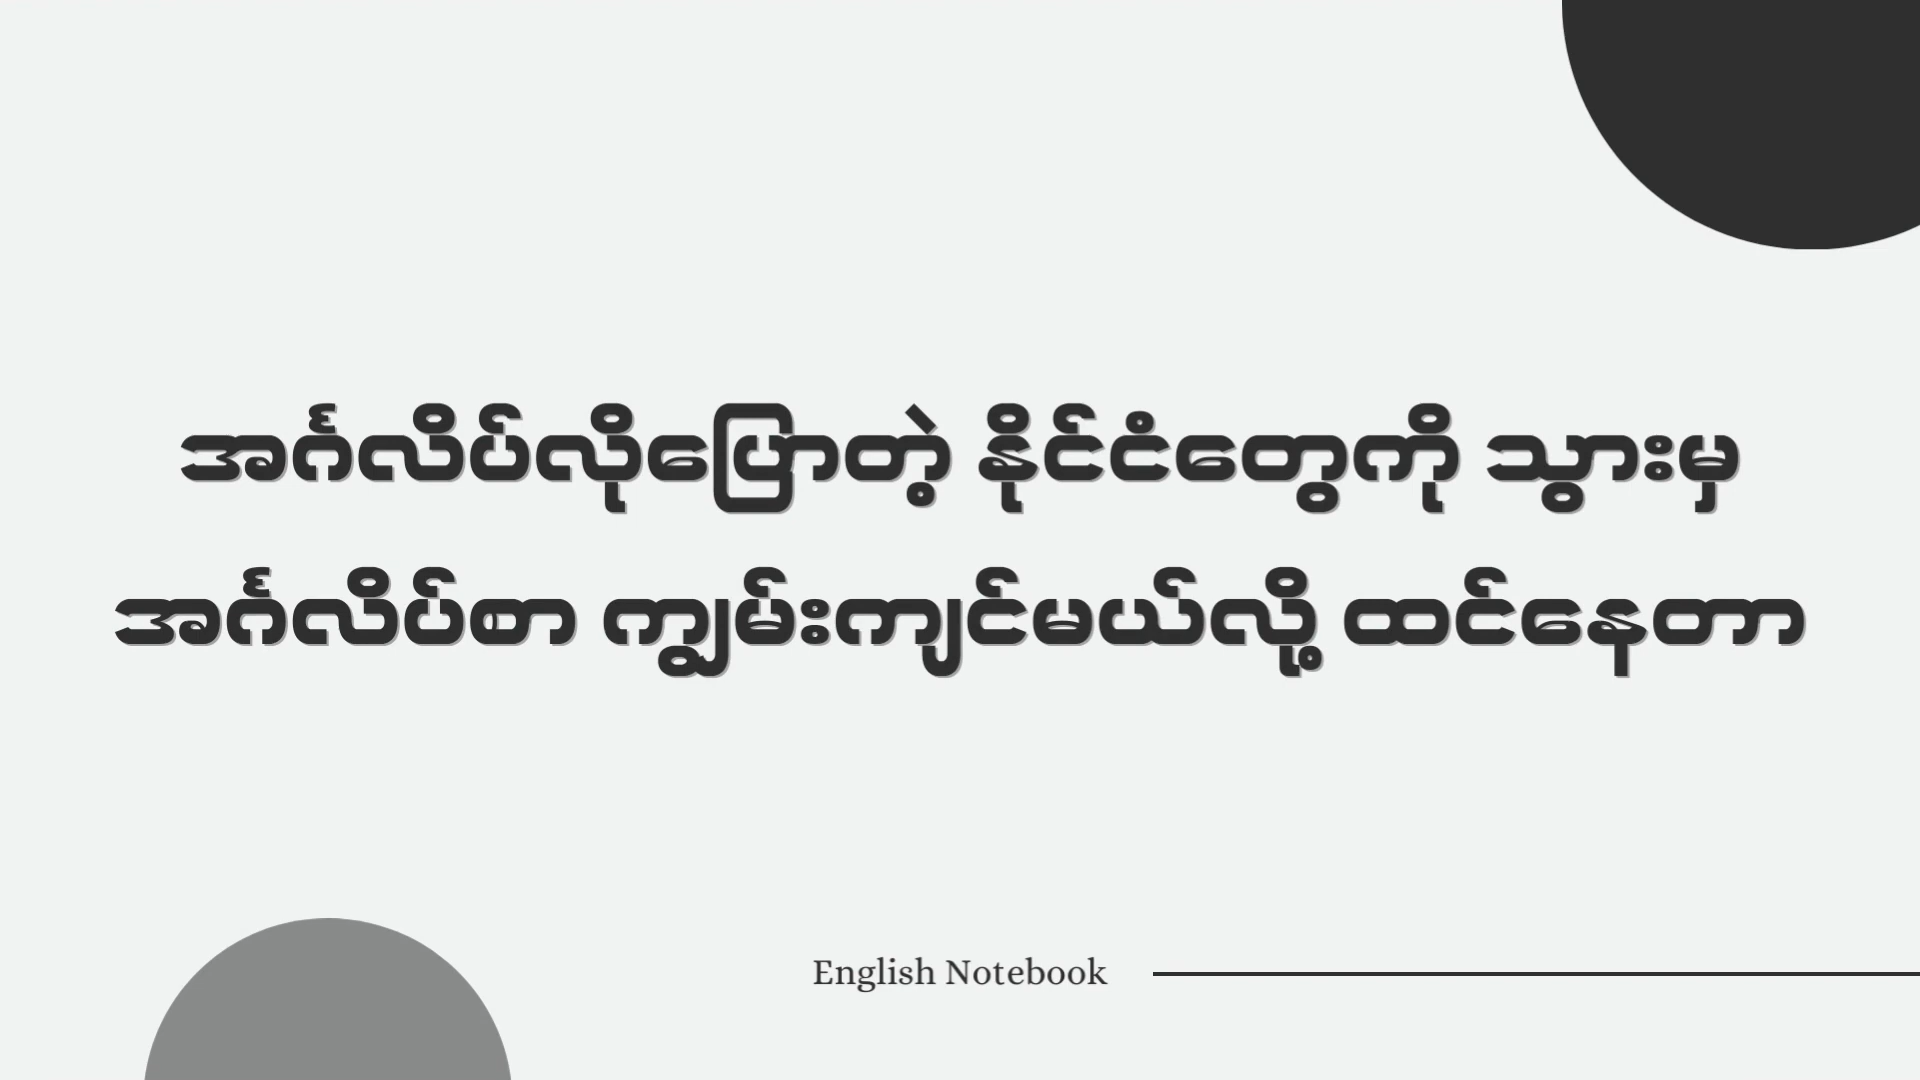 အင်္ဂလိပ်လိုပြောတဲ့ နိုင်ငံတွေကို သွားမှ
အင်္ဂလိပ်စာ ကျွမ်းကျင်မယ်လို့ ထင်နေတာ
English Notebook